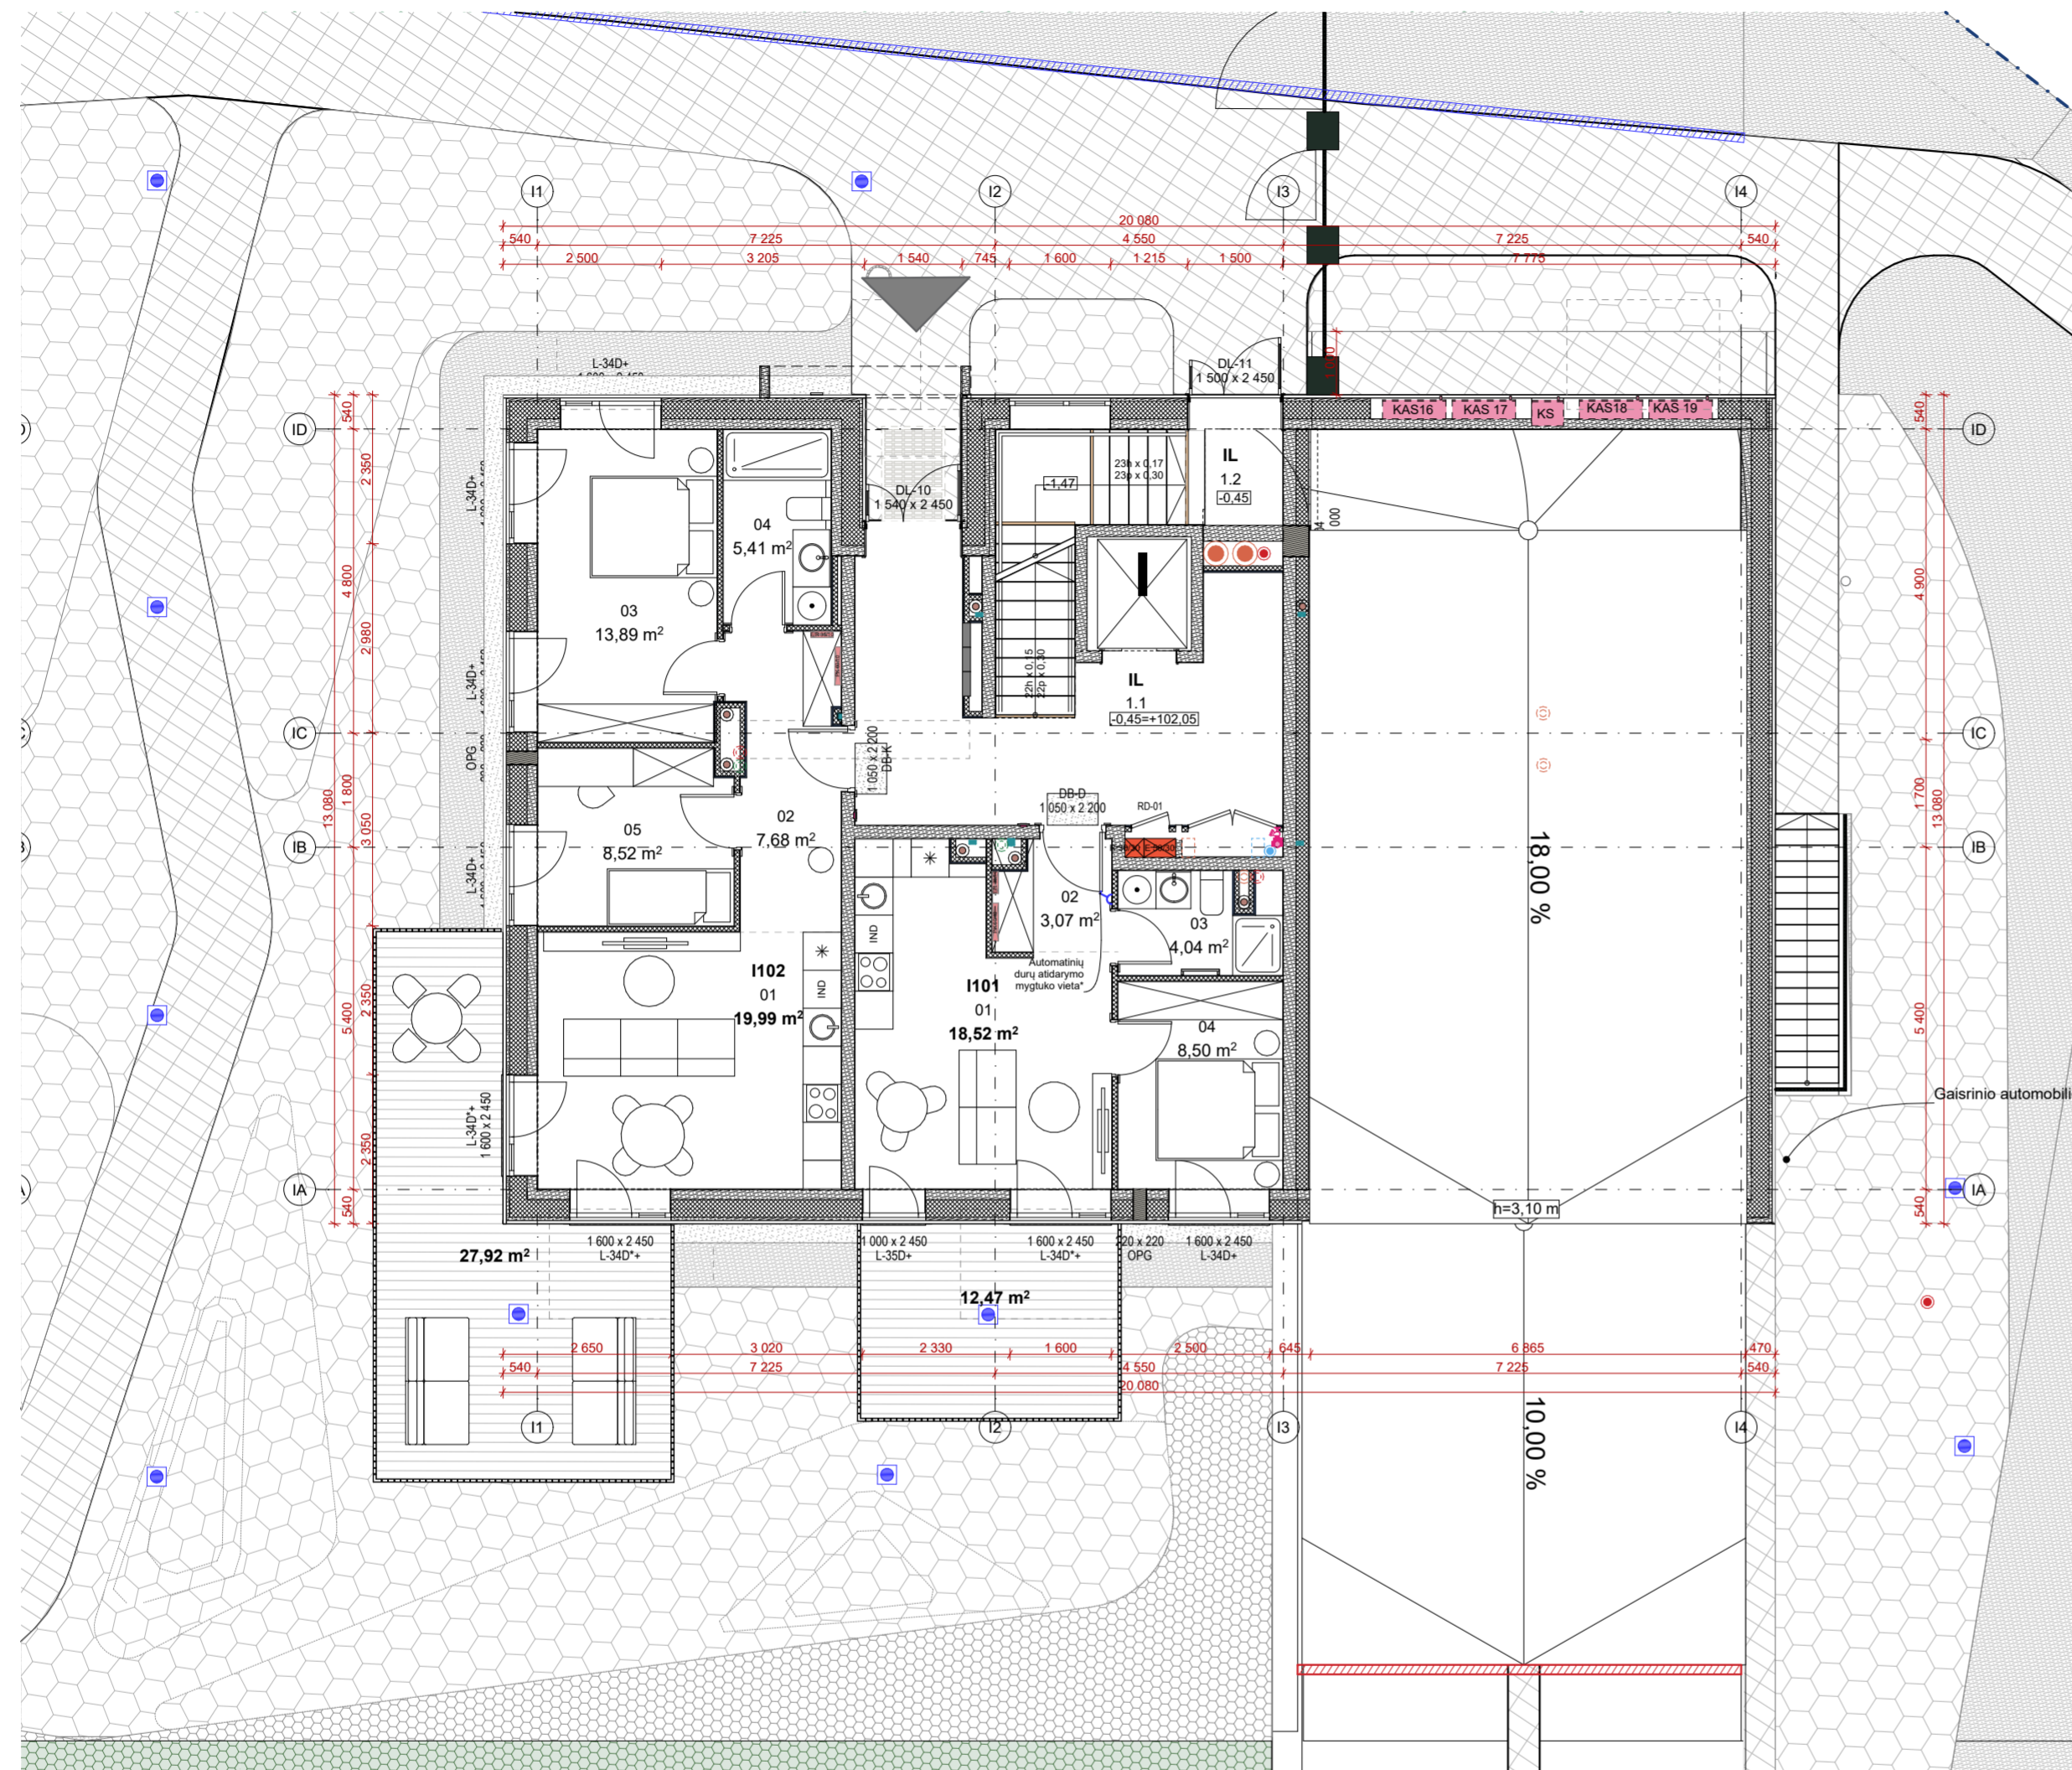 I1
I2
I3
I4
20 080
540
7 225
4 550
7 225
540
2 500
3 205
1 540
745
1 600
1 215
1 500
7 775
L-34D+
DL-11
1 500 x 2 450
KAS16
KAS 17
KS
KAS18
KAS 19
ID
ID
540
2 350
4 800
2 980
13 080
1 800
3 050
5 400
2 350
2 350
540
540
4 900
1 700
13 080
5 400
540
23h x 0,17
23p x 0,30
IL
1.2
-0,45
-1,47
DL-10
1 540 x 2 450
000
L-34D+
04
5,41 m²
03
13,89 m²
22h x 0,15
22p x 0,30
IL
1.1
-0,45=+102,05
L-34D+
IC
IC
OPG
1 050 x 2 200
DB-K
DB-D
1 050 x 2 200
RD-01
02
7,68 m²
05
8,52 m²
IB
IB
18,00 %
L-34D+
02
3,07 m²
03
4,04 m²
IND
IND
Automatinių
durų atidarymo
mygtuko vieta*
I102
01
19,99 m²
I101
01
18,52 m²
04
8,50 m²
L-34D*+
1 600 x 2 450
Gaisrinio automobili
IA
IA
h=3,10 m
27,92 m²
1 600 x 2 450
L-34D*+
1 000 x 2 450
L-35D+
1 600 x 2 450
L-34D*+
20 x 220
OPG
1 600 x 2 450
L-34D+
12,47 m²
2 650
3 020
2 330
1 600
2 500
645
6 865
470
540
7 225
4 550
7 225
540
20 080
10,00 %
I1
I2
I3
I4